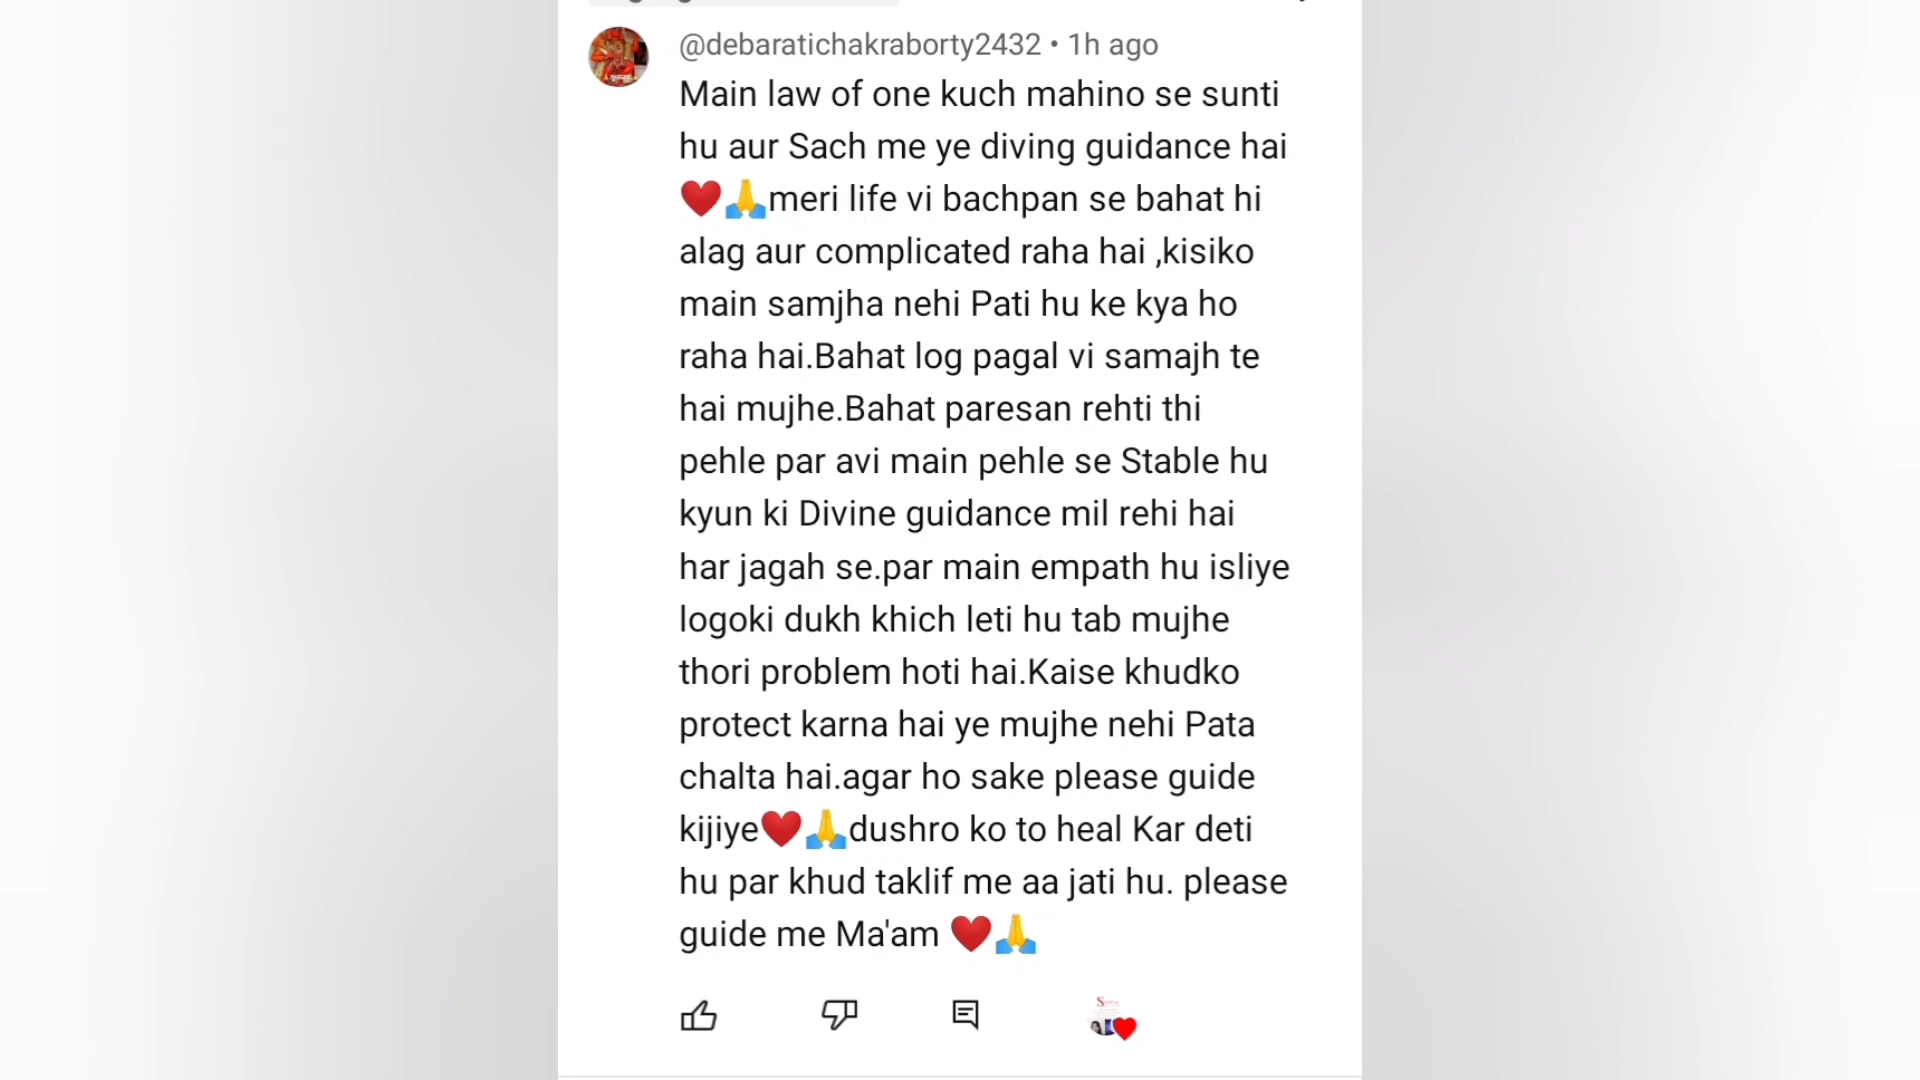 @debaratichakraborty2432 • 1h ago
Main law of one kuch mahino se sunti
hu aur Sach me ye diving guidance hai
❤️🙏meri life vi bachpan se bahat hi
alag aur complicated raha hai ,kisiko
main samjha nehi Pati hu ke kya ho
raha hai.Bahat log pagal vi samajh te
hai mujhe.Bahat paresan rehti thi
pehle par avi main pehle se Stable hu
kyun ki Divine guidance mil rehi hai
har jagah se.par main empath hu isliye
logoki dukh khich leti hu tab mujhe
thori problem hoti hai.Kaise khudko
protect karna hai ye mujhe nehi Pata
chalta hai.agar ho sake please guide
kijiye❤️🙏dushro ko to heal Kar deti
hu par khud taklif me aa jati hu. please
guide me Ma'am ❤️🙏